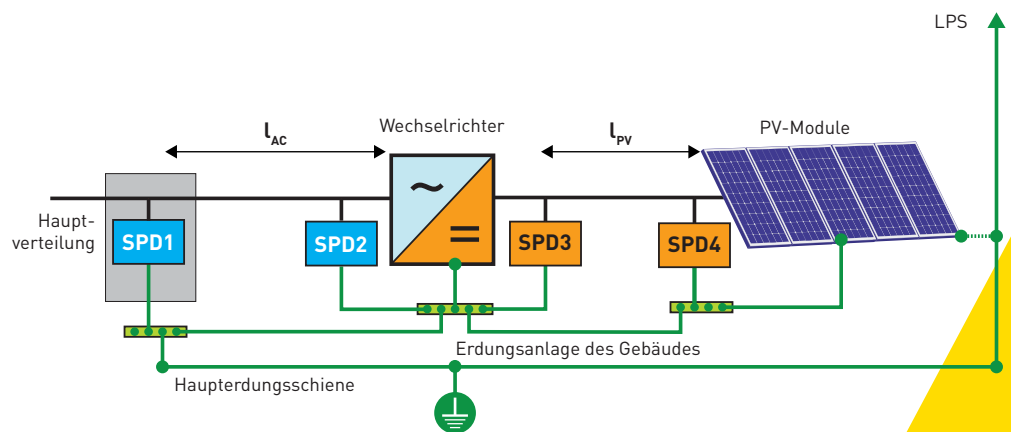 LPS
l_AC
Wechselrichter
l_PV
PV-Module
Haupt-
verteilung
SPD1
SPD2
SPD3
SPD4
Erdungsanlage des Gebäudes
Haupterdungsschiene